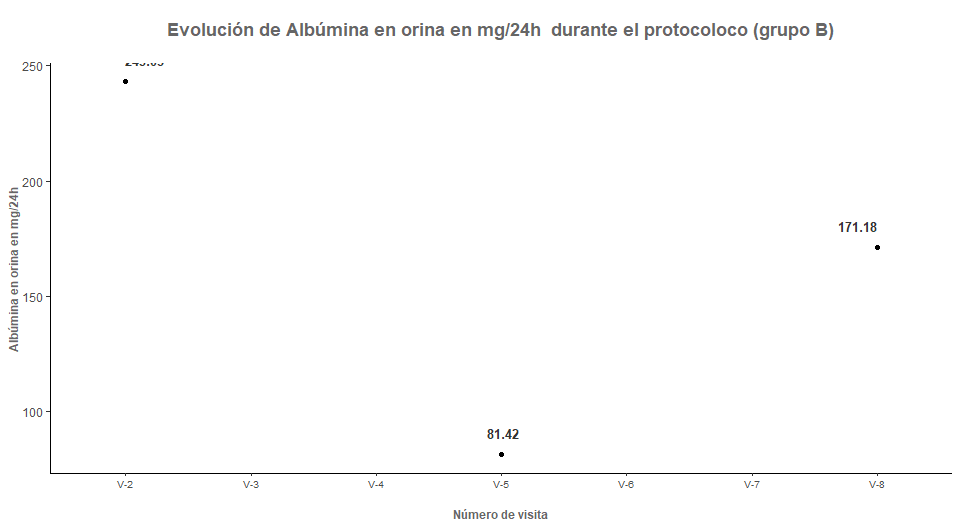 Evolución de Albúmina en orina en mg/24h  durante el protocoloco (grupo B)
250
200
150
100
Albúmina en orina en mg/24h
171.18
81.42
V-2
V-3
V-4
V-5
V-6
V-7
V-8
Número de visita